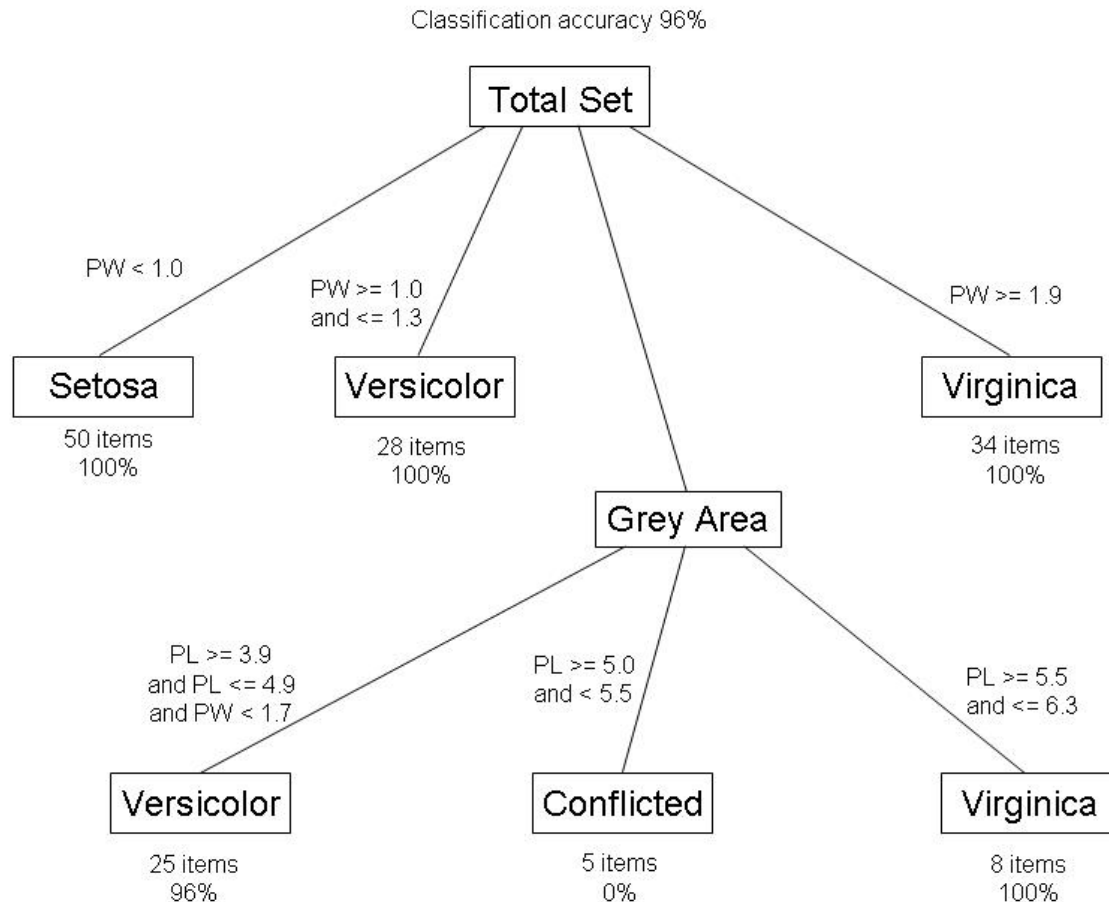 Classification accuracy 96%
Total Set
PW < 1.0
PW >= 1.0
and <= 1.3
PW >= 1.9
Setosa
50 items
100%
Versicolor
28 items
100%
Virginica
34 items
100%
Grey Area
PL >= 3.9
and PL <= 4.9
and PW < 1.7
PL >= 5.0
and < 5.5
PL >= 5.5
and <= 6.3
Versicolor
25 items
96%
Conflicted
5 items
0%
Virginica
8 items
100%